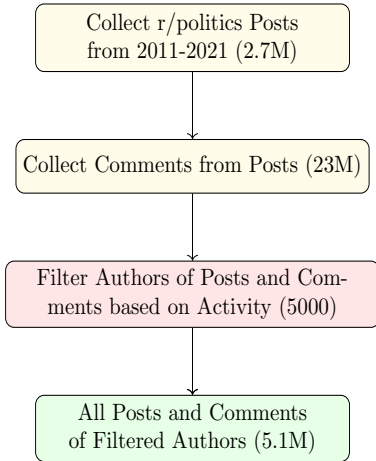 Collect r/politics Posts
from 2011-2021 (2.7M)
Collect Comments from Posts (23M)
Filter Authors of Posts and Com-
ments based on Activity (5000)
All Posts and Comments
of Filtered Authors (5.1M)